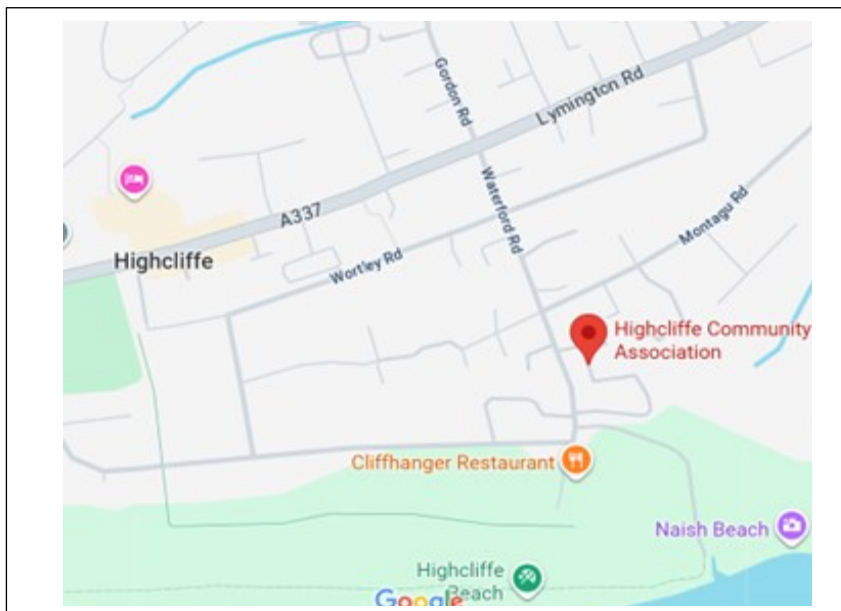 Gordon Rd
Lymington Rd
A337
Waterford Rd
Montagu Rd
Highcliffe
Wortley Rd
Highcliffe Community
Association
Cliffhanger Restaurant
Naish Beach
Highcliffe
Beach
Google